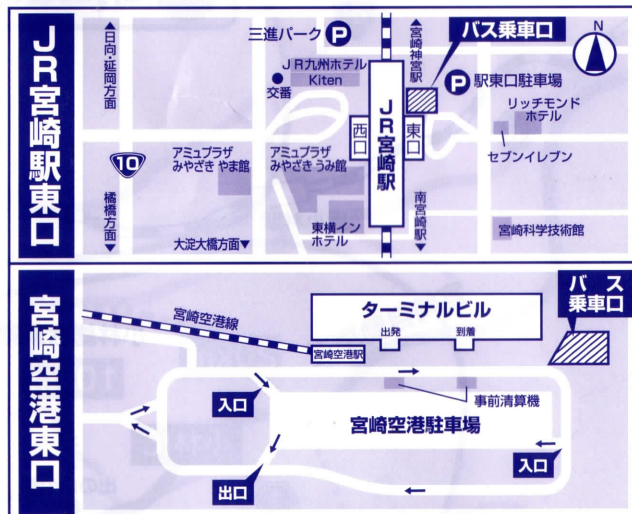 JR宮崎駅東口
▲日向・延岡方面
10
橘橋方面▼
三進パーク P
JR九州ホテル
Kiten
交番
アミュプラザ
みやざき やま館
アミュプラザ
みやざき うみ館
大淀大橋方面▼
東横イン
ホテル
西口
JR宮崎駅
東口
▲宮崎神宮駅
南宮崎駅▼
バス乗車口
P 駅東口駐車場
リッチモンド
ホテル
セブンイレブン
宮崎科学技術館
N
宮崎空港東口
宮崎空港線
ターミナルビル
出発
到着
宮崎空港駅
バス
乗車口
入口
事前清算機
宮崎空港駐車場
入口
出口